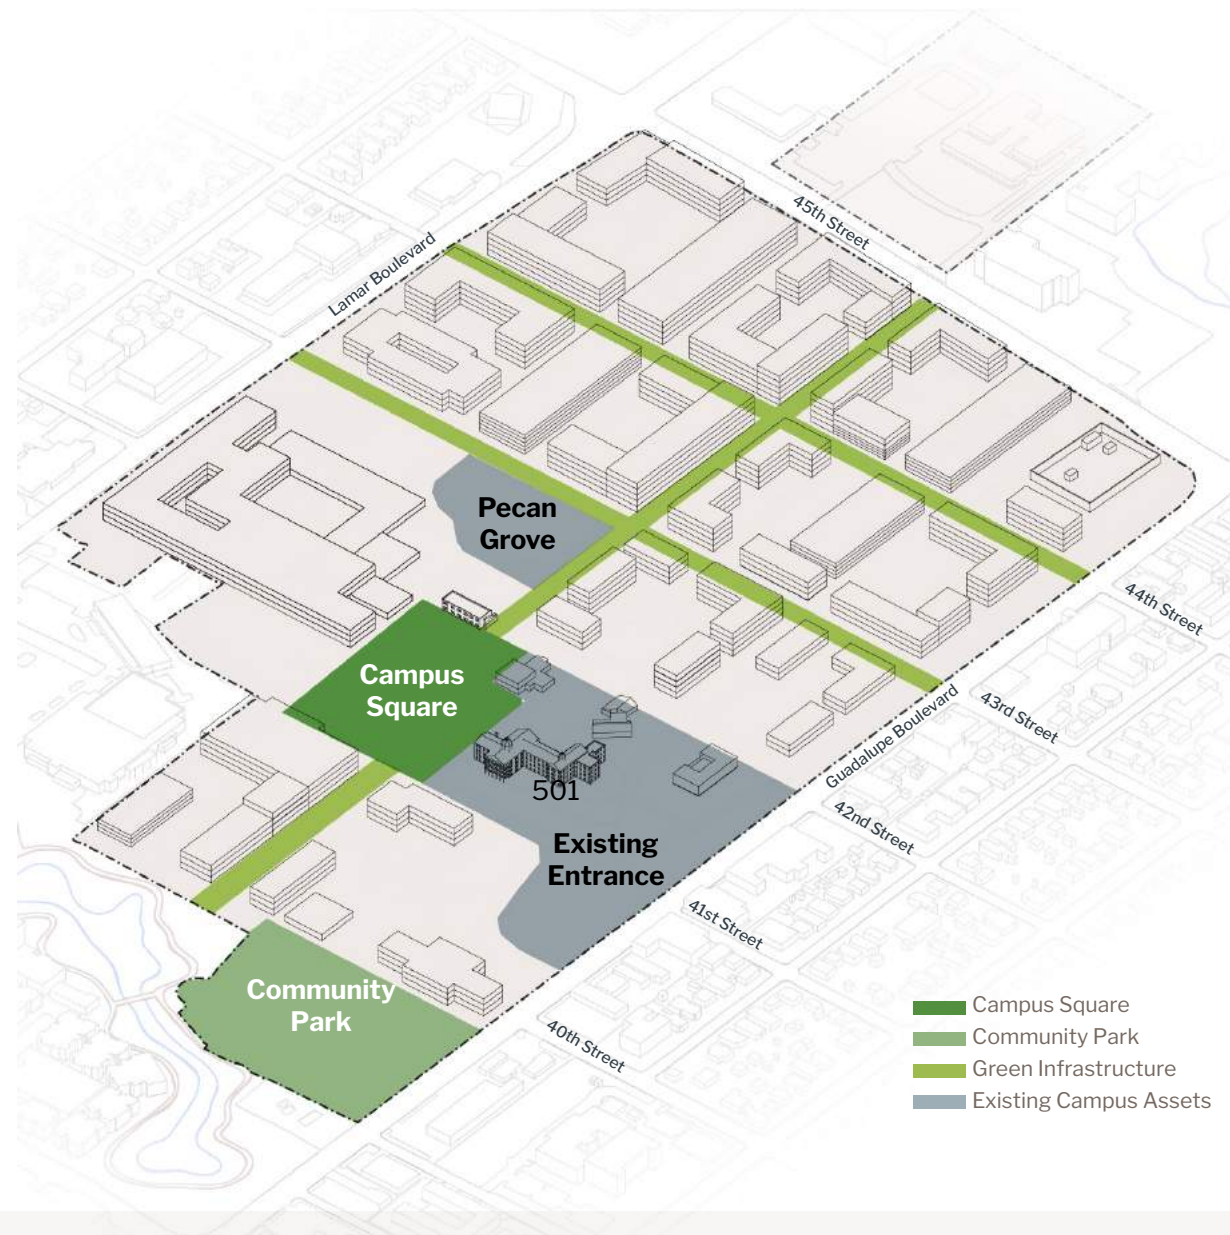 45th Street
Lamar Boulevard
Pecan
Grove
44th Street
Campus
Square
43rd Street
Guadalupe Boulevard
42nd Street
501
Existing
Entrance
41st Street
Community
Park
40th Street
Campus Square
Community Park
Green Infrastructure
Existing Campus Assets